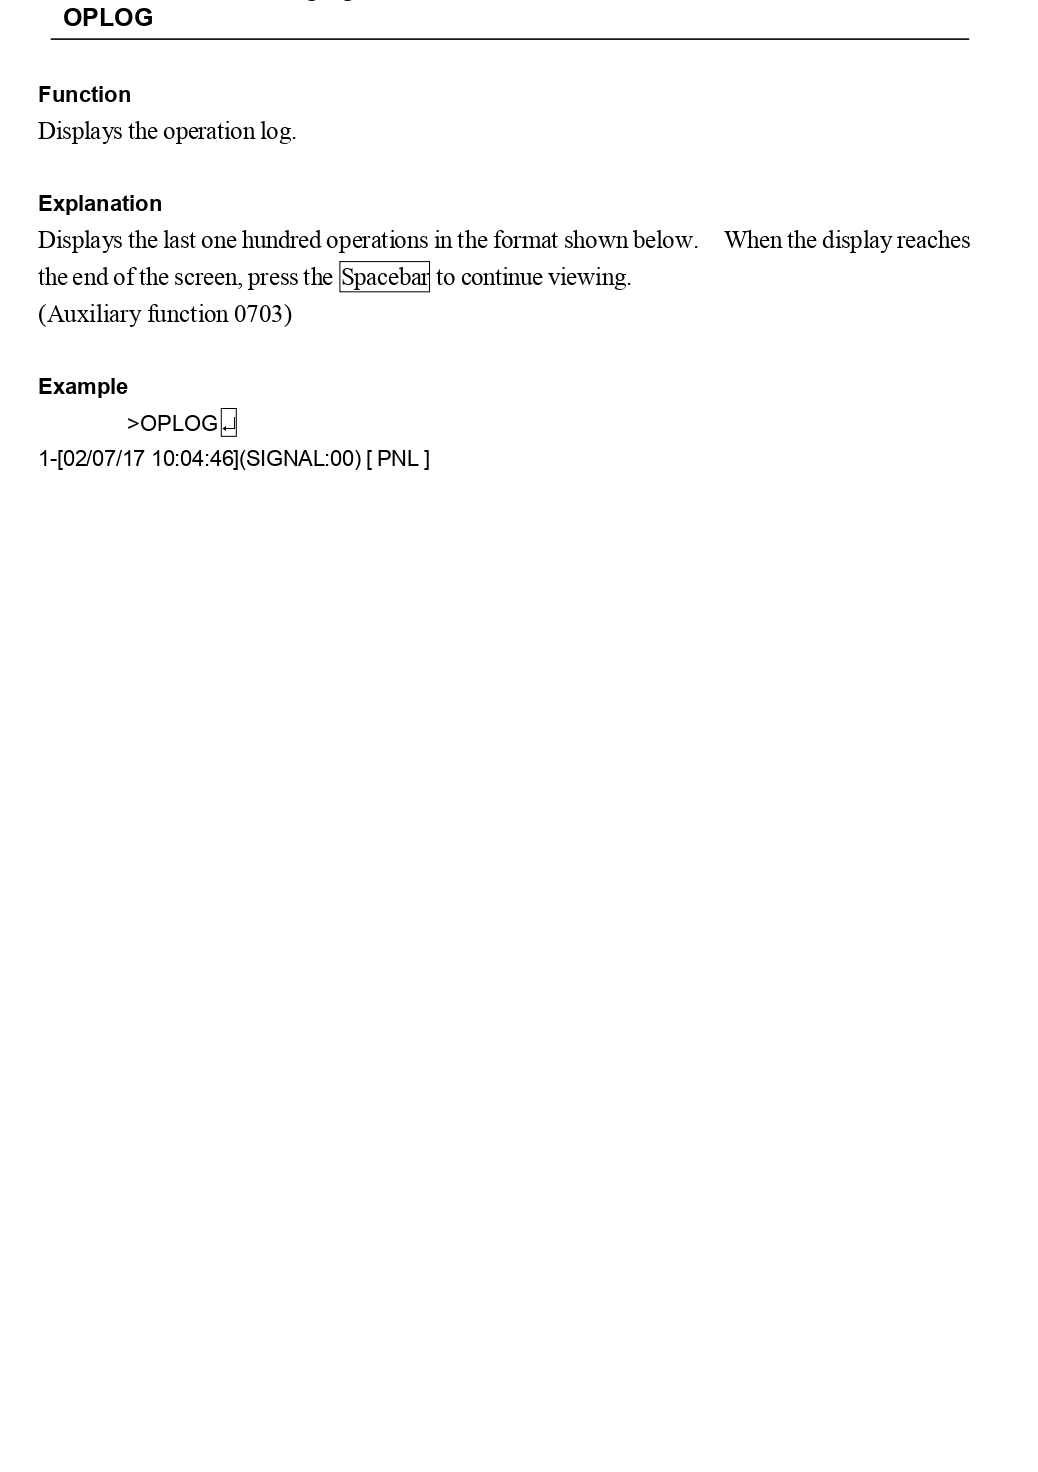 OPLOG
Function
Displays the operation log.
Explanation
Displays the last one hundred operations in the format shown below. When the display reaches
the end of the screen, press the Spacebar to continue viewing.
(Auxiliary function 0703)
Example
>OPLOG↵
1-[02/07/17 10:04:46](SIGNAL:00) [ PNL ]